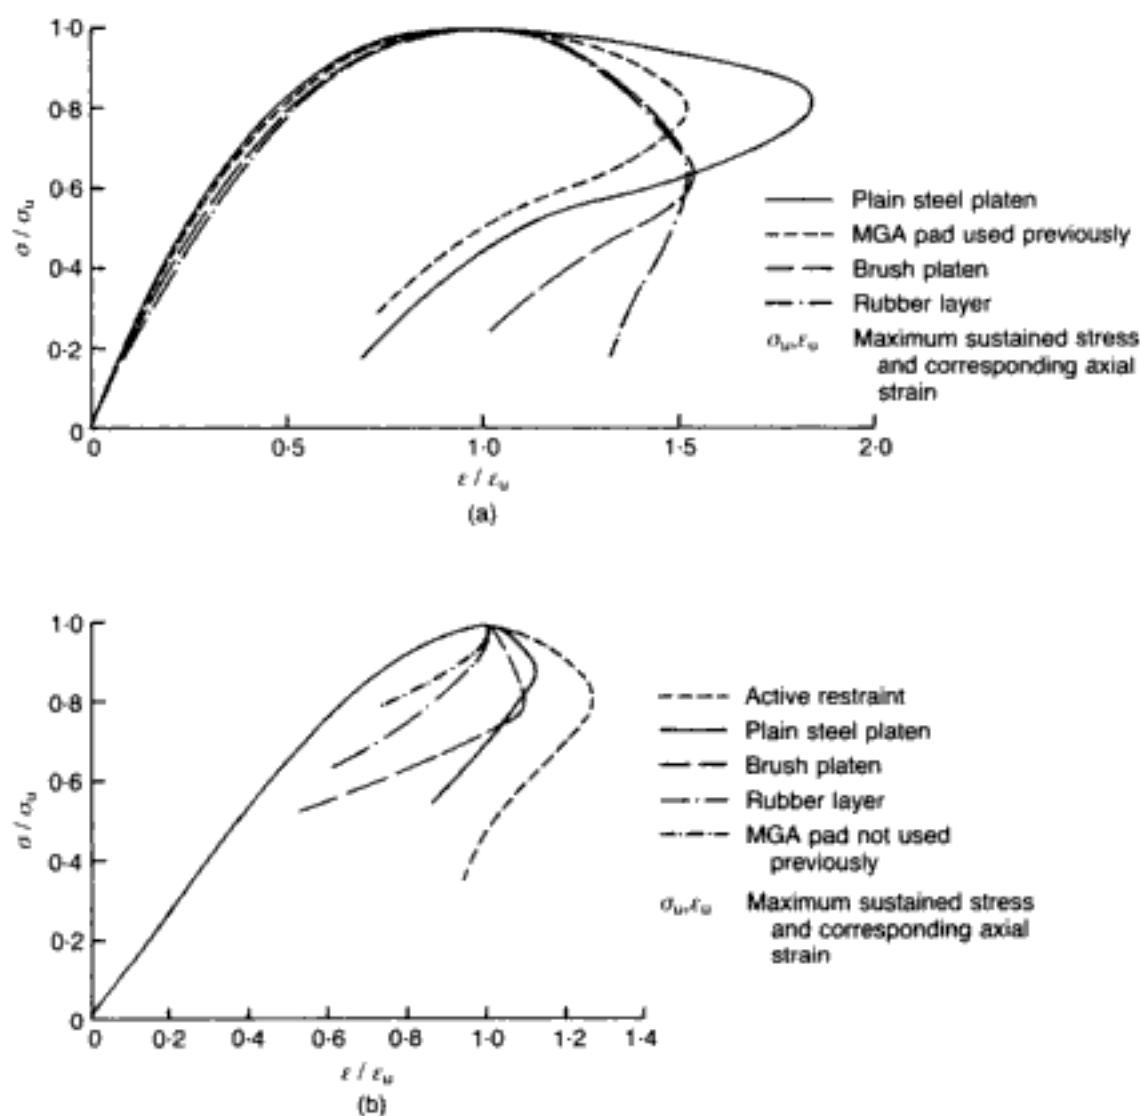 1·0
0·8
0·6
0·4
0·2
0
σ / σu
0 0·5 1·0 1·5 2·0
ε / εu
(a)
Plain steel platen
MGA pad used previously
Brush platen
Rubber layer
σu,εu Maximum sustained stress
and corresponding axial
strain
1·0
0·8
0·6
0·4
0·2
0
σ / σu
0 0·2 0·4 0·6 0·8 1·0 1·2 1·4
ε / εu
(b)
Active restraint
Plain steel platen
Brush platen
Rubber layer
MGA pad not used
previously
σu,εu Maximum sustained stress
and corresponding axial
strain